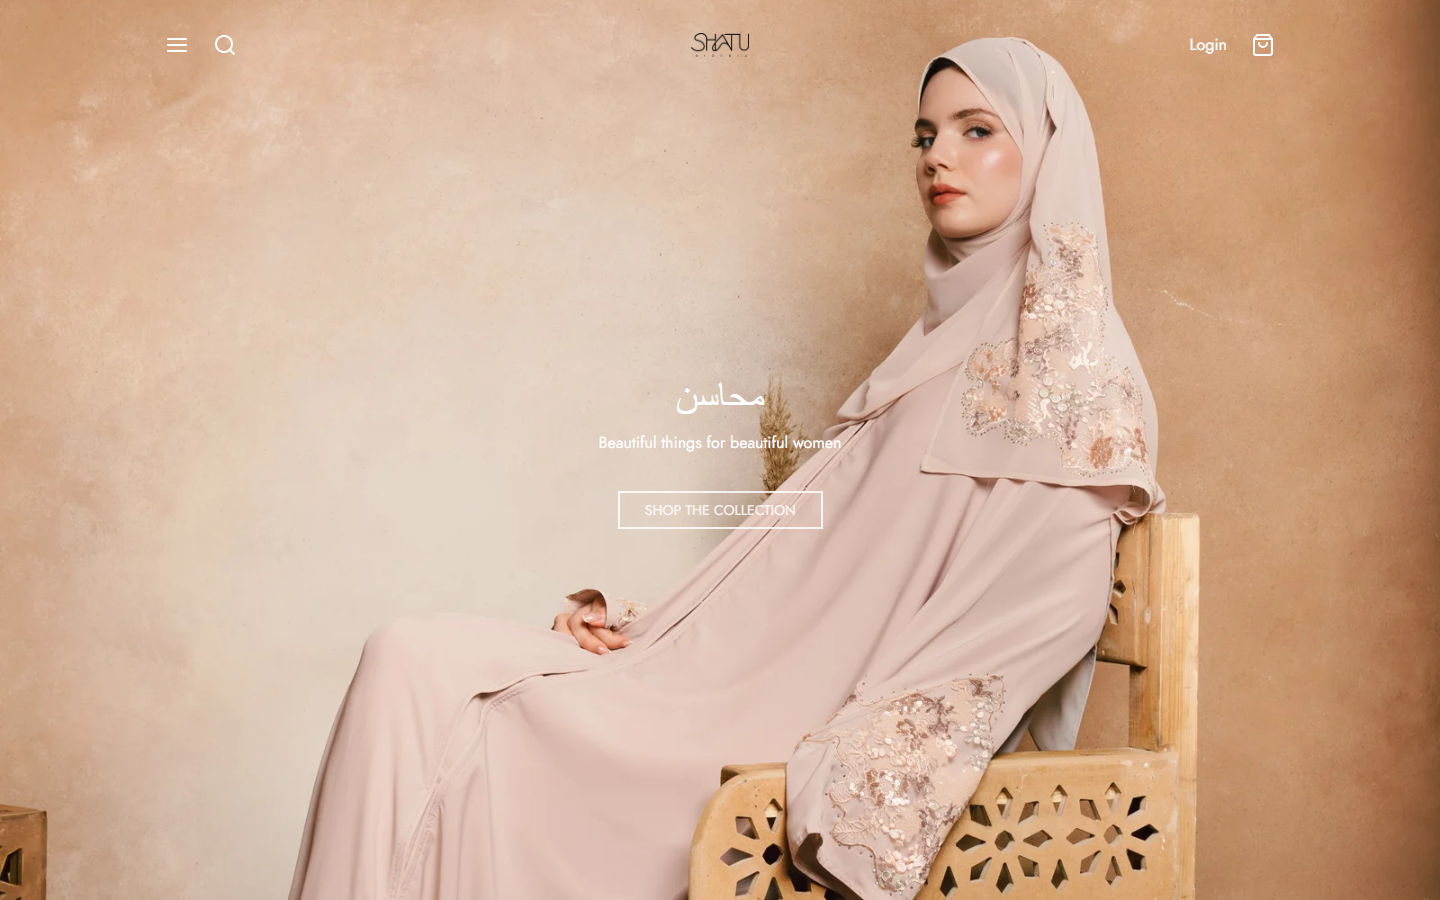 SHATU
Login
محاسن
Beautiful things for beautiful women
SHOP THE COLLECTION